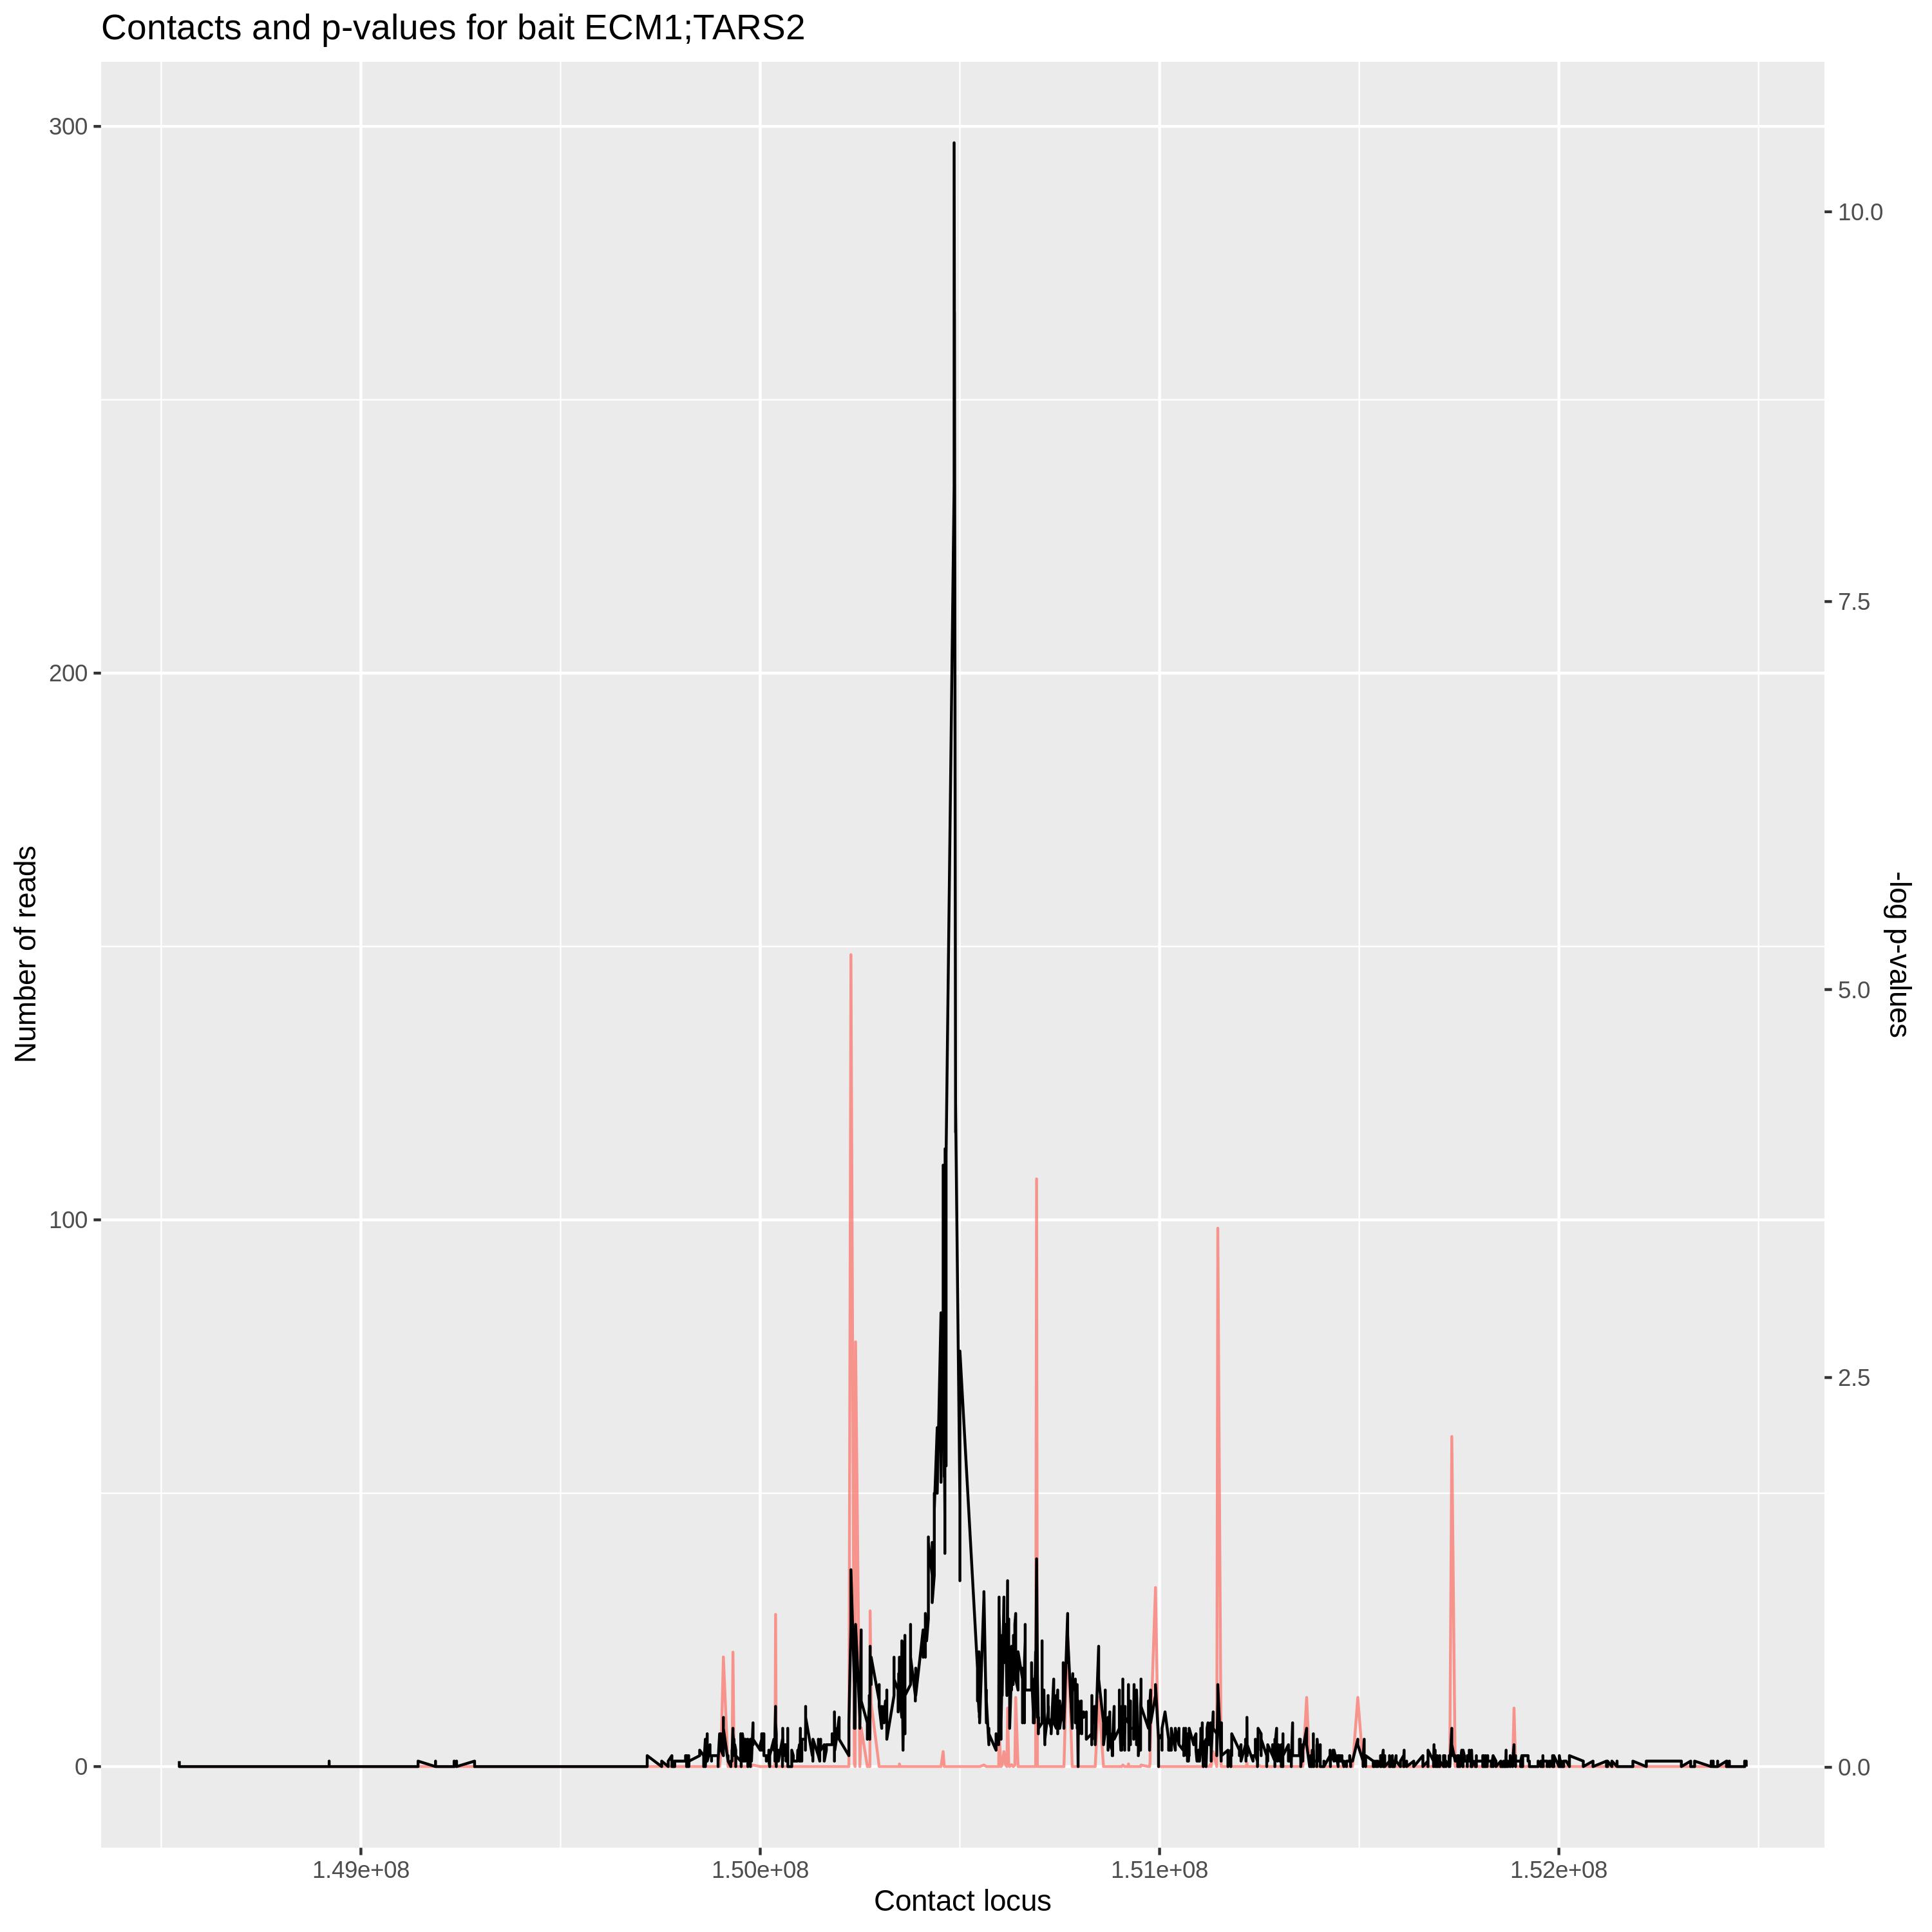 Contacts and p-values for bait ECM1;TARS2
300
200
100
0
Number of reads
10.0
7.5
5.0
2.5
0.0
-log p-values
1.49e+08 1.50e+08 1.51e+08 1.52e+08
Contact locus